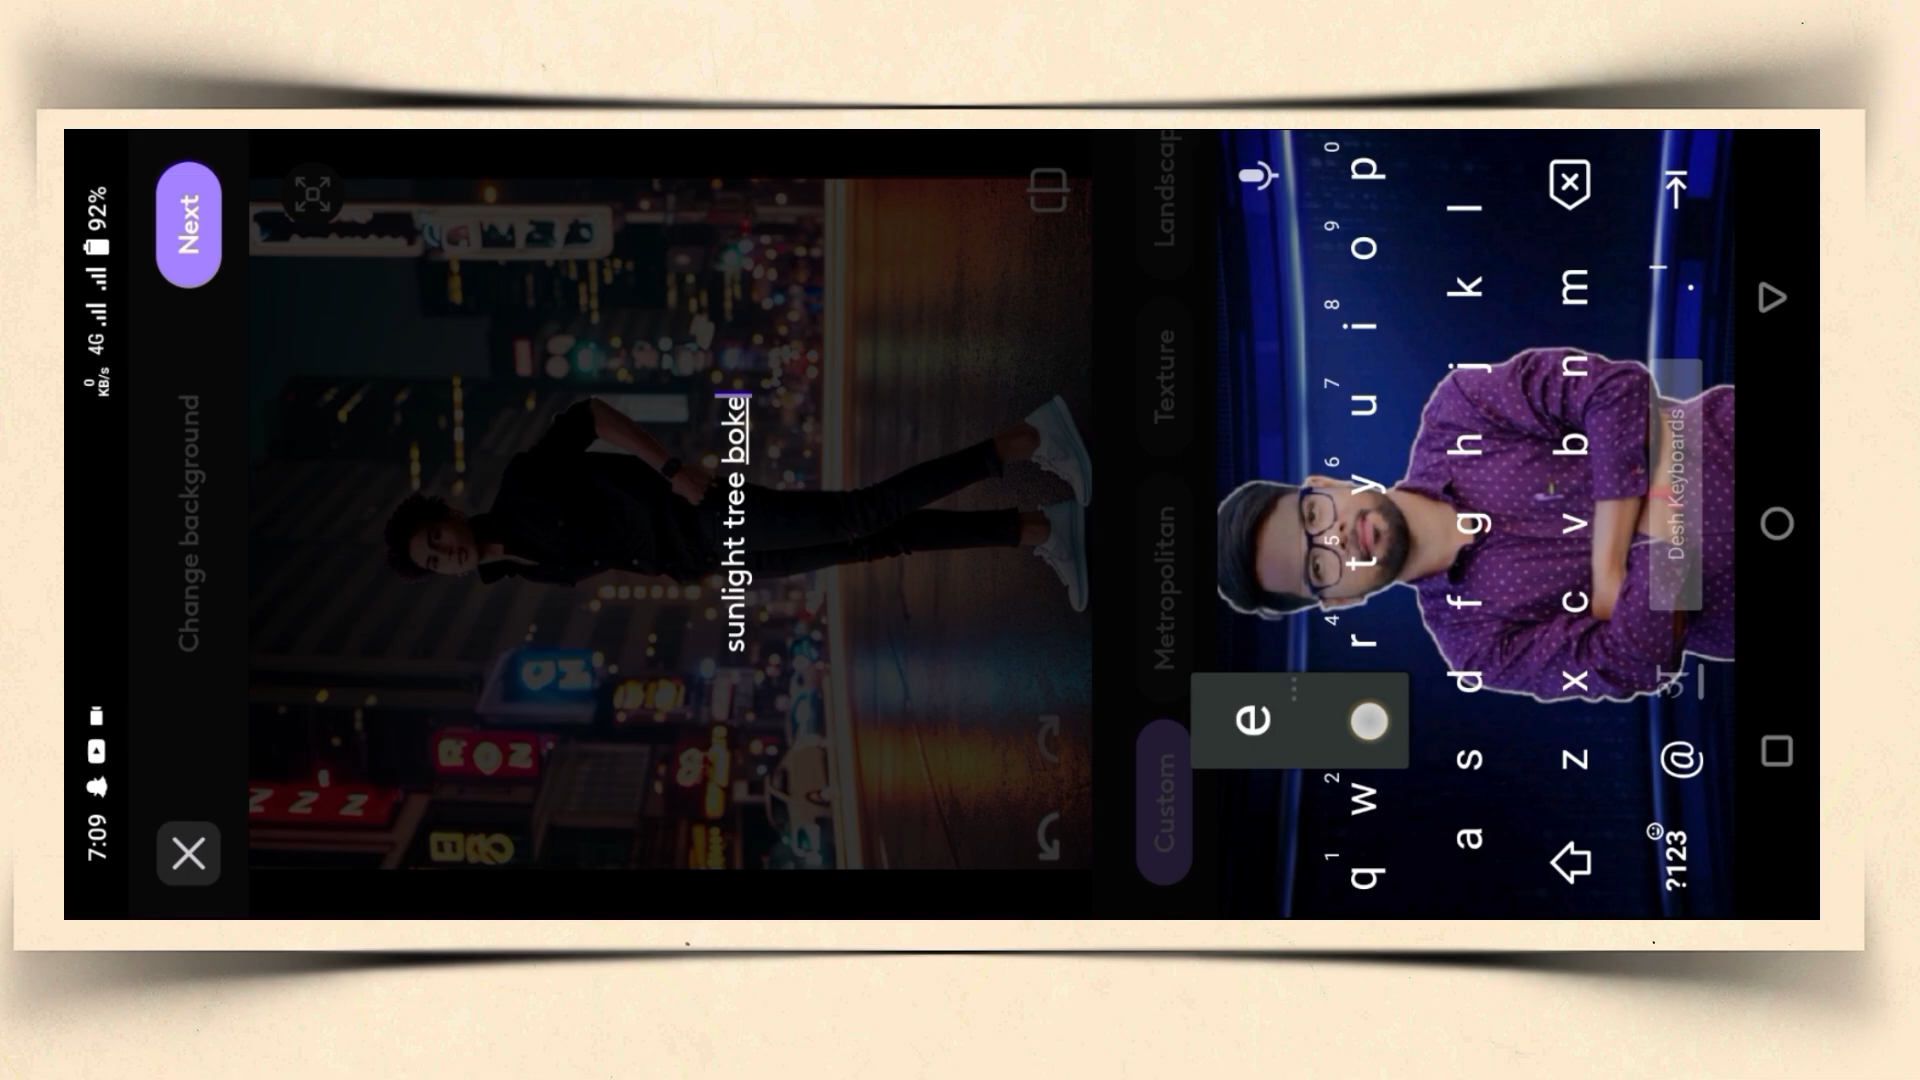 7:09
0
KB/s
4G
92%
Change background
Next
sunlight tree boke
Custom
Metropolitan
Texture
Landscap
e
1 2 4 5 6 7 8 9 0
q w r t y u i o p
a s d f g h j k l
z x c v b n m
?123 @ अ Desh Keyboards .